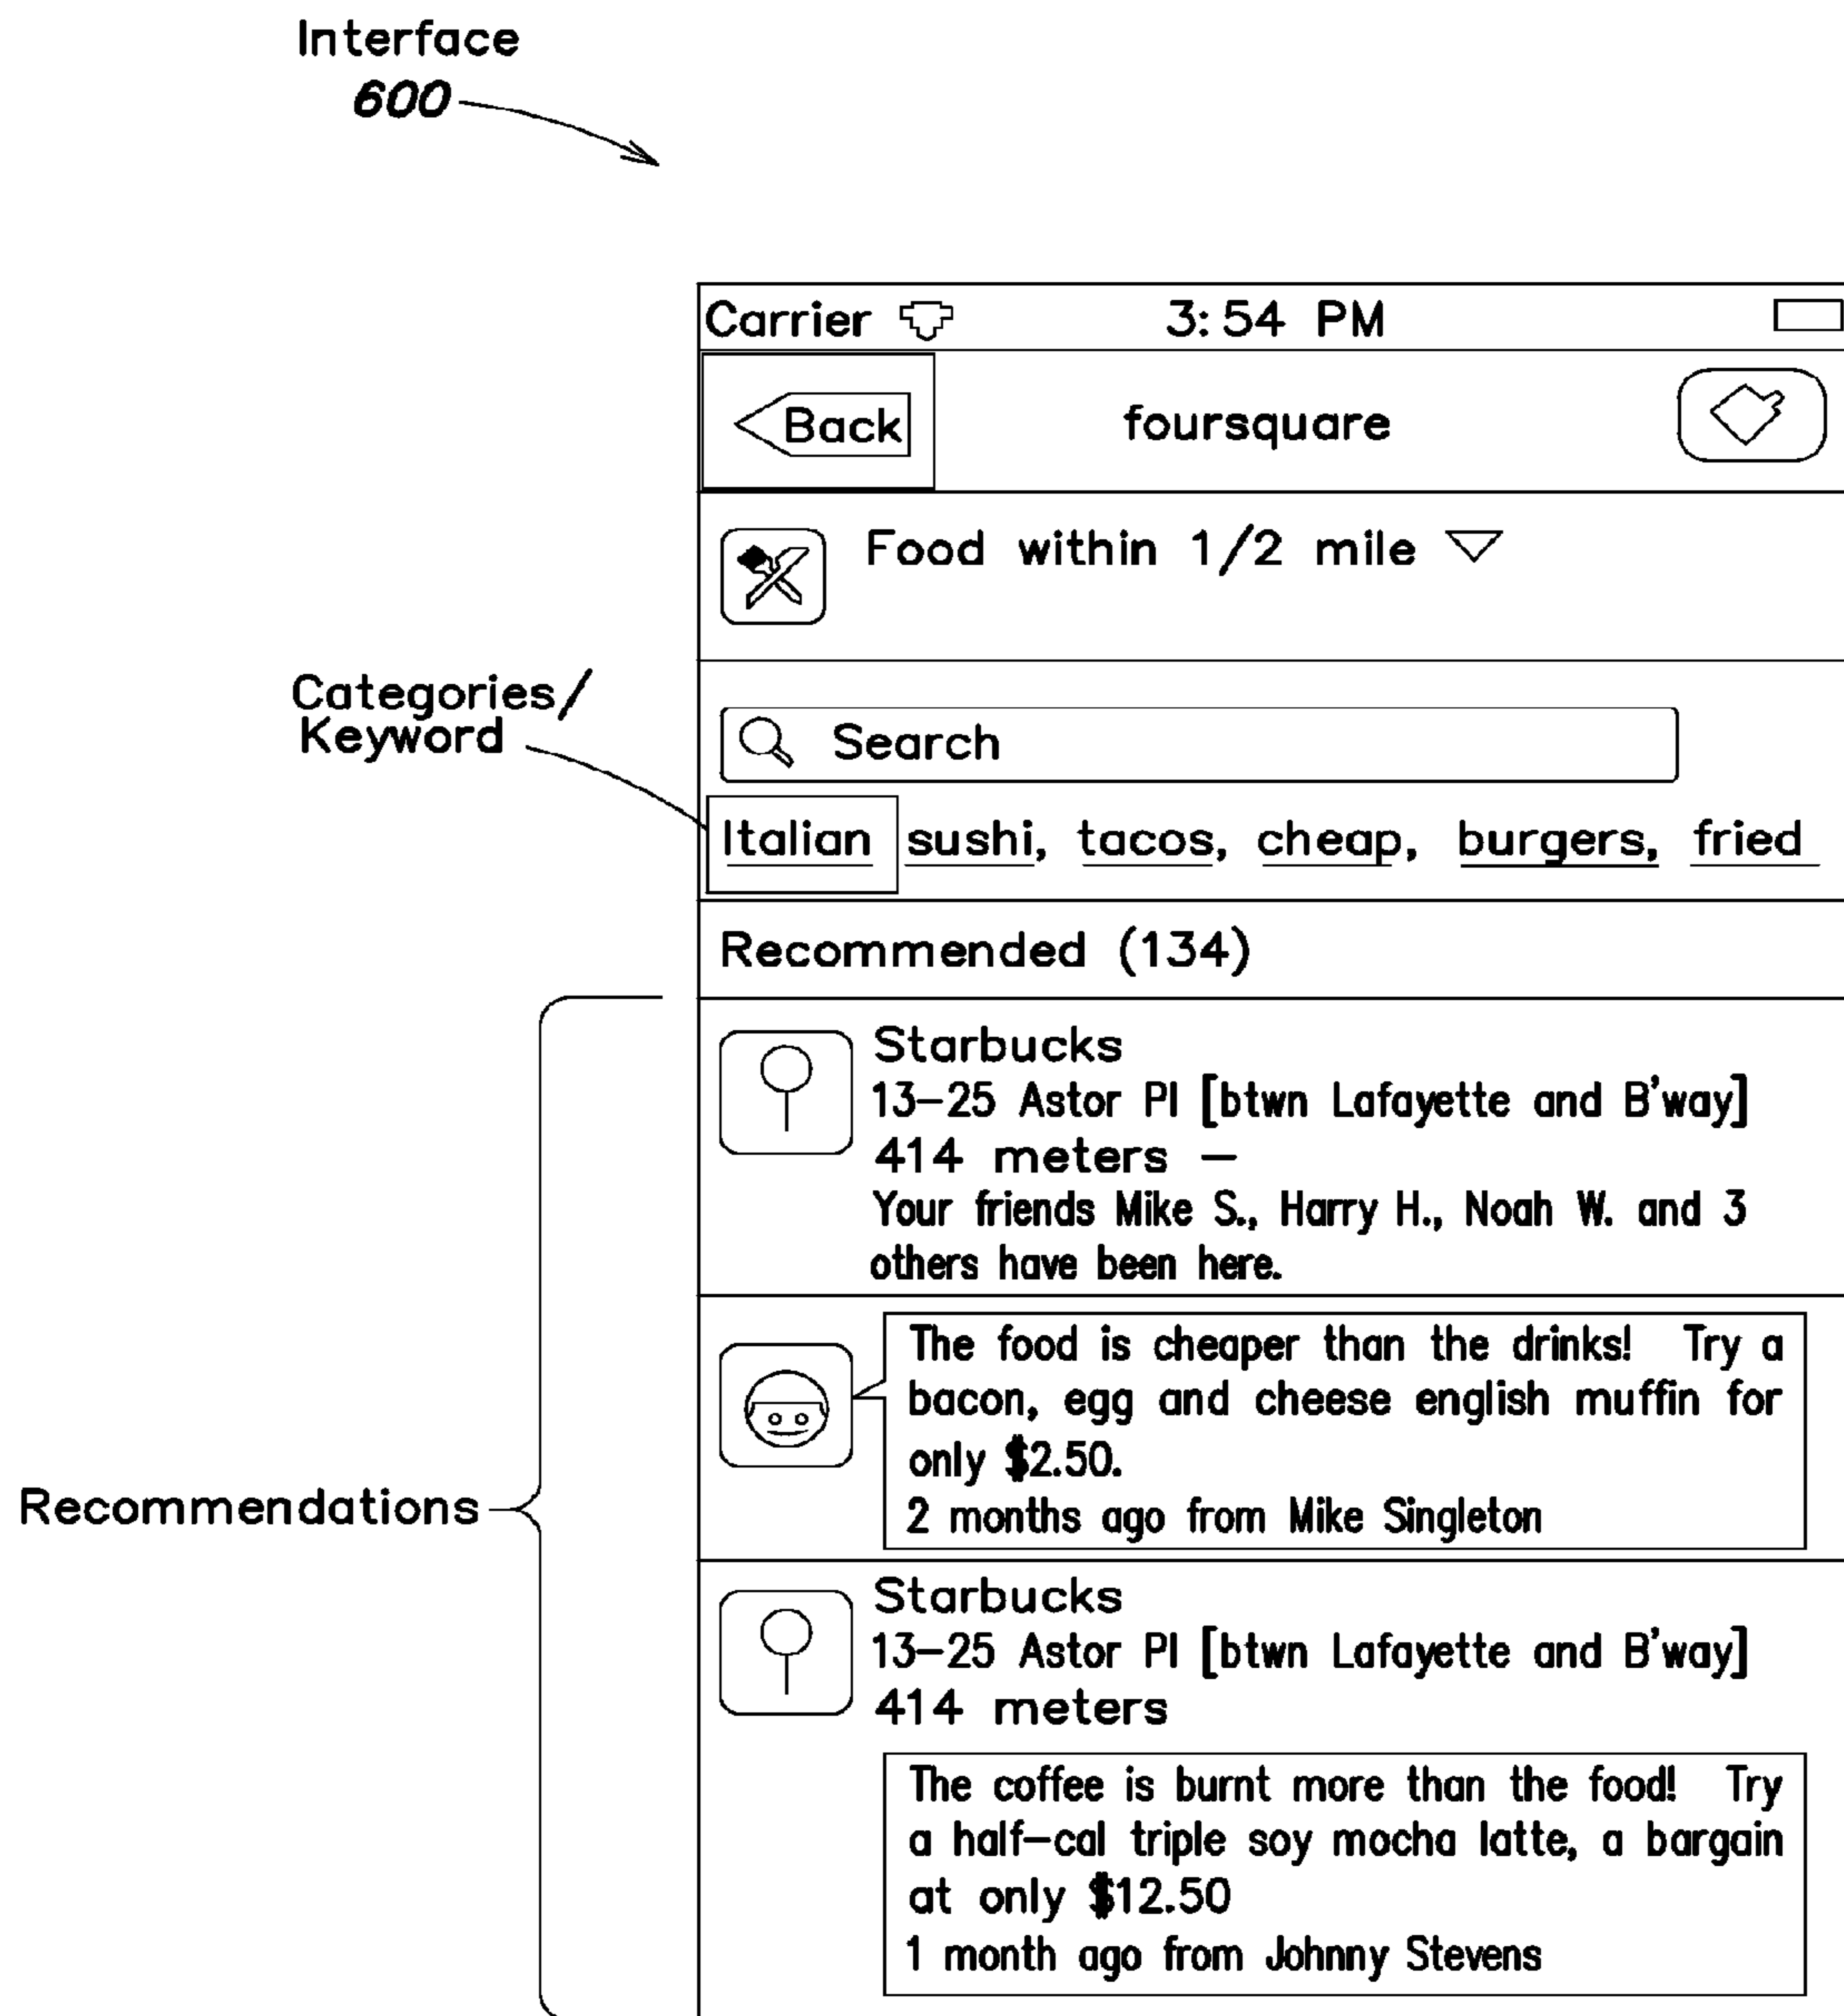 Interface
600
Carrier 3:54 PM
Back foursquare
Food within 1/2 mile
Categories/
Keyword
Search
Italian sushi, tacos, cheap, burgers, fried
Recommended (134)
Recommendations
Starbucks
13-25 Astor Pl [btwn Lafayette and B'way]
414 meters —
Your friends Mike S., Harry H., Noah W. and 3
others have been here.
The food is cheaper than the drinks! Try a
bacon, egg and cheese english muffin for
only $2.50.
2 months ago from Mike Singleton
Starbucks
13-25 Astor Pl [btwn Lafayette and B'way]
414 meters
The coffee is burnt more than the food! Try
a half-cal triple soy mocha latte, a bargain
at only $12.50
1 month ago from Johnny Stevens